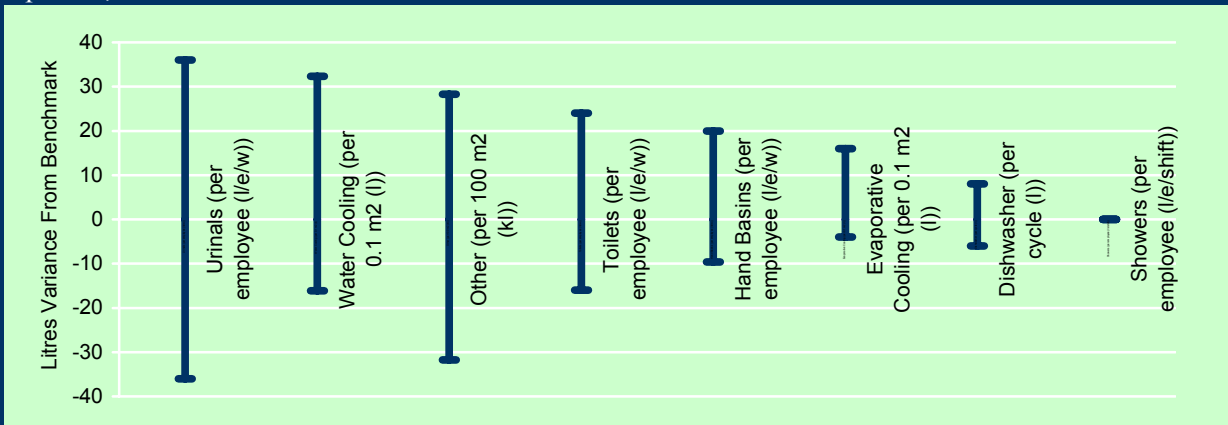 Litres Variance From Benchmark
40
30
20
10
0
-10
-20
-30
-40
Urinals (per
employee (l/e/w))
Water Cooling (per
0.1 m2 (l))
Other (per 100 m2
(kl))
Toilets (per
employee (l/e/w))
Hand Basins (per
employee (l/e/w))
Evaporative
Cooling (per 0.1 m2
(l))
Dishwasher (per
cycle (l))
Showers (per
employee (l/e/shift))